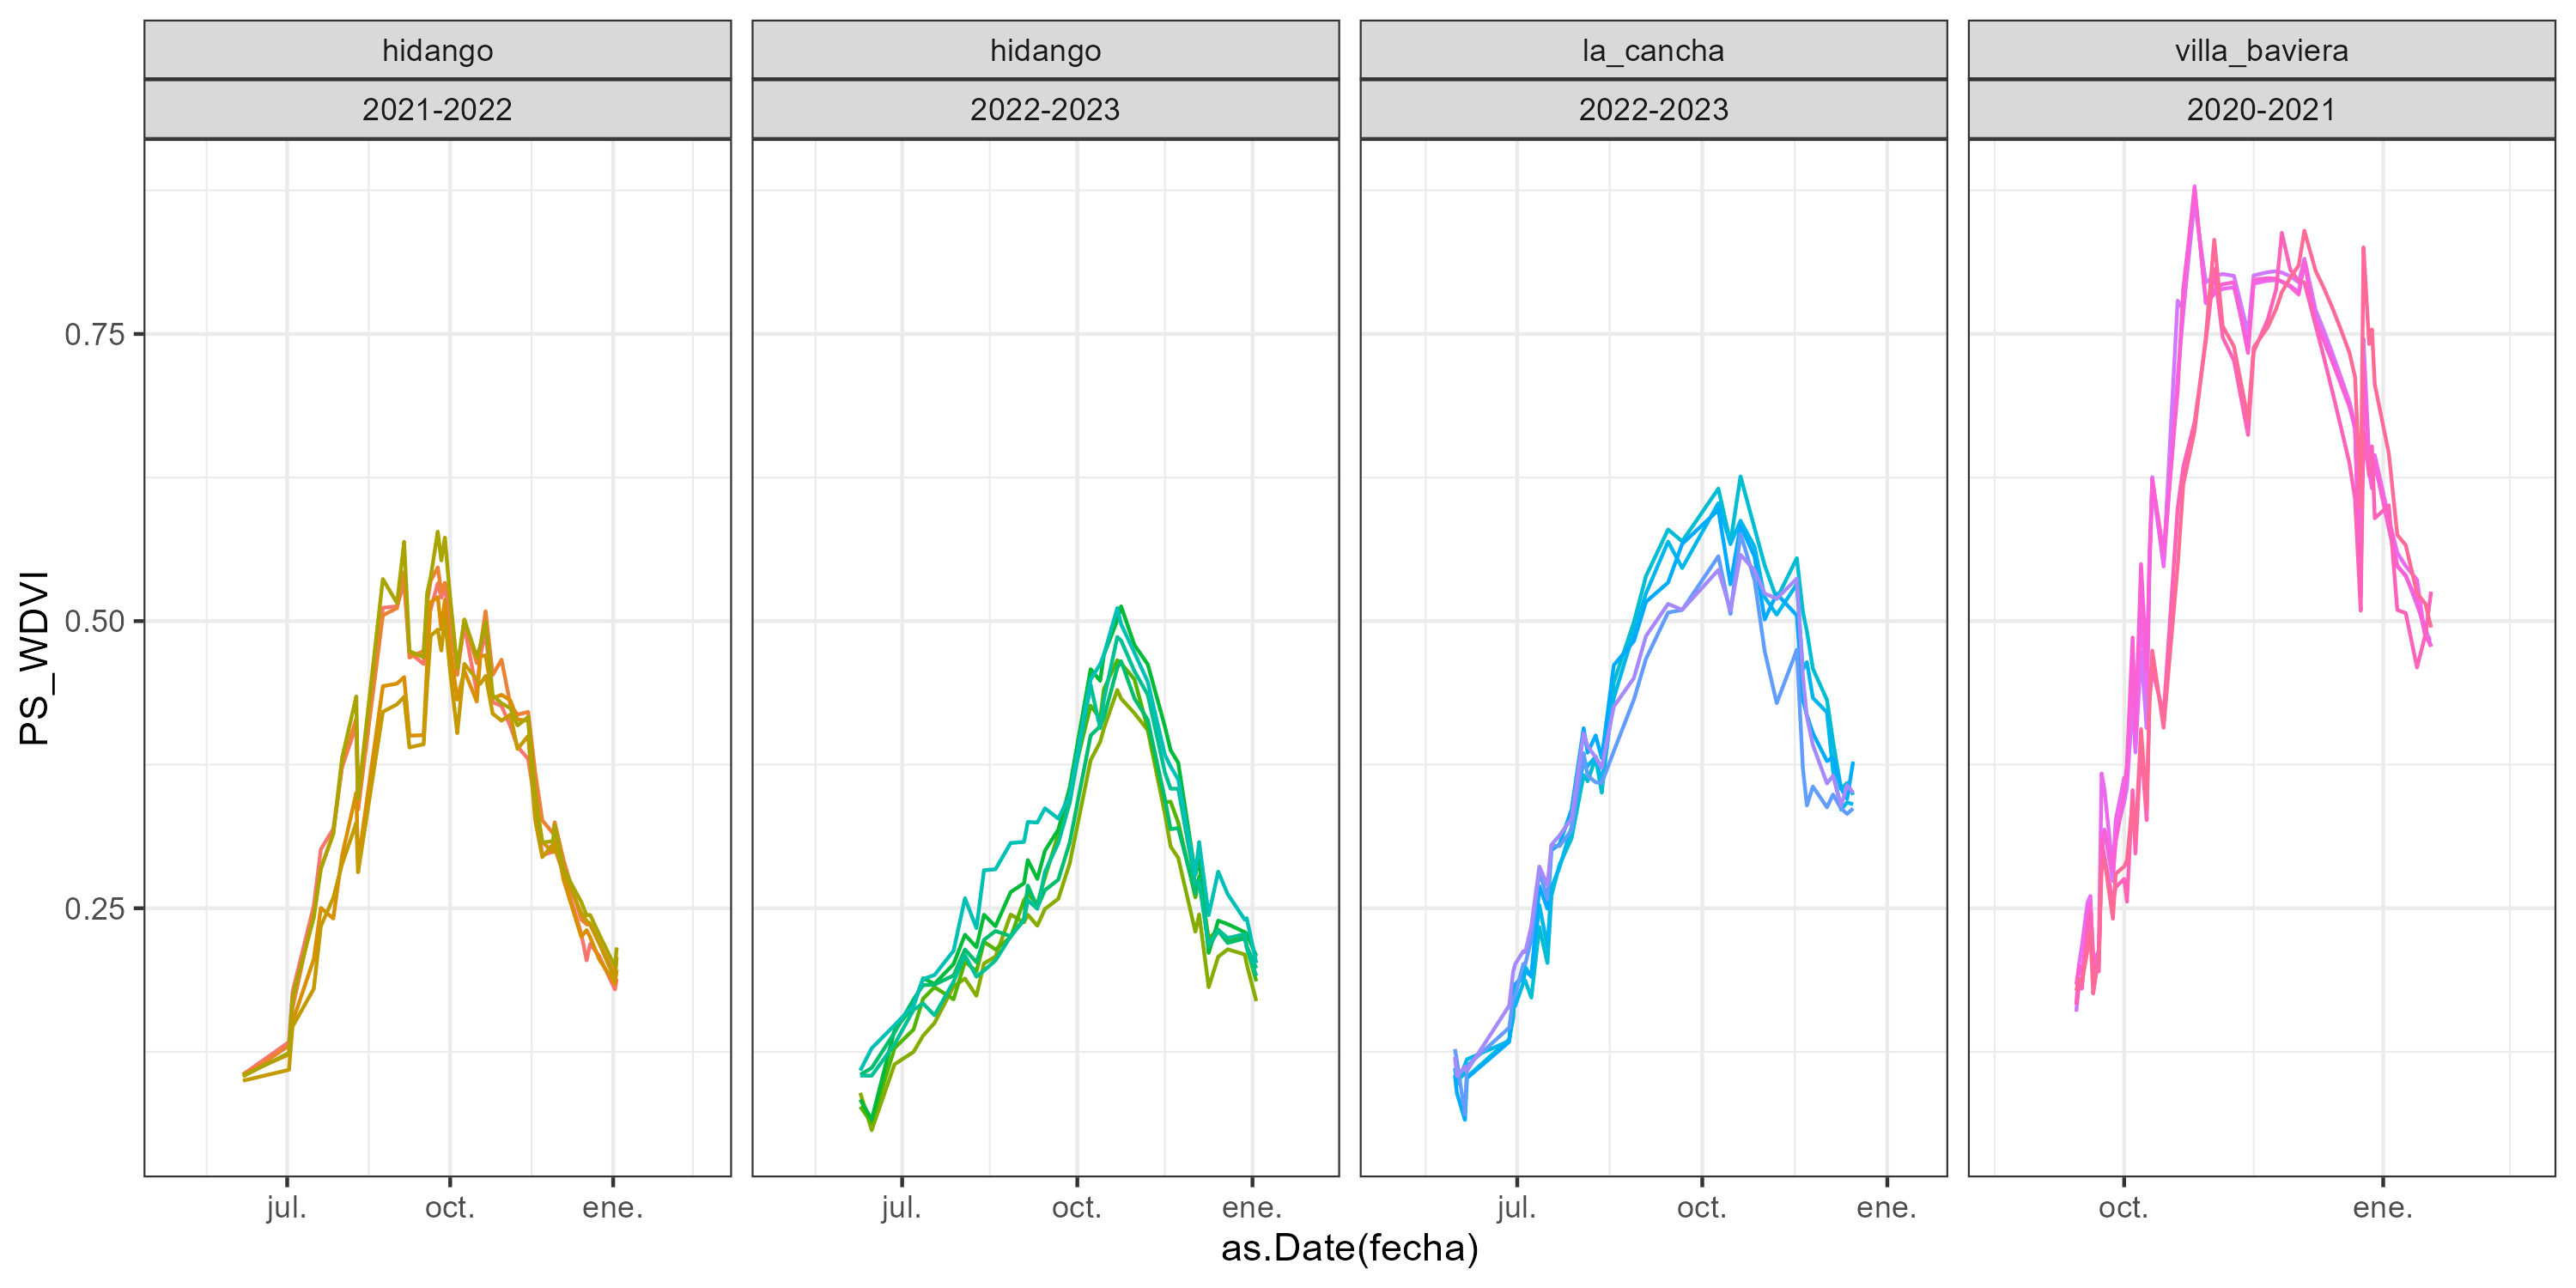 hidango hidango la_cancha villa_baviera
2021-2022 2022-2023 2022-2023 2020-2021
PS_WDVI
0.75
0.50
0.25
jul. oct. ene. jul. oct. ene. jul. oct. ene. oct. ene.
as.Date(fecha)